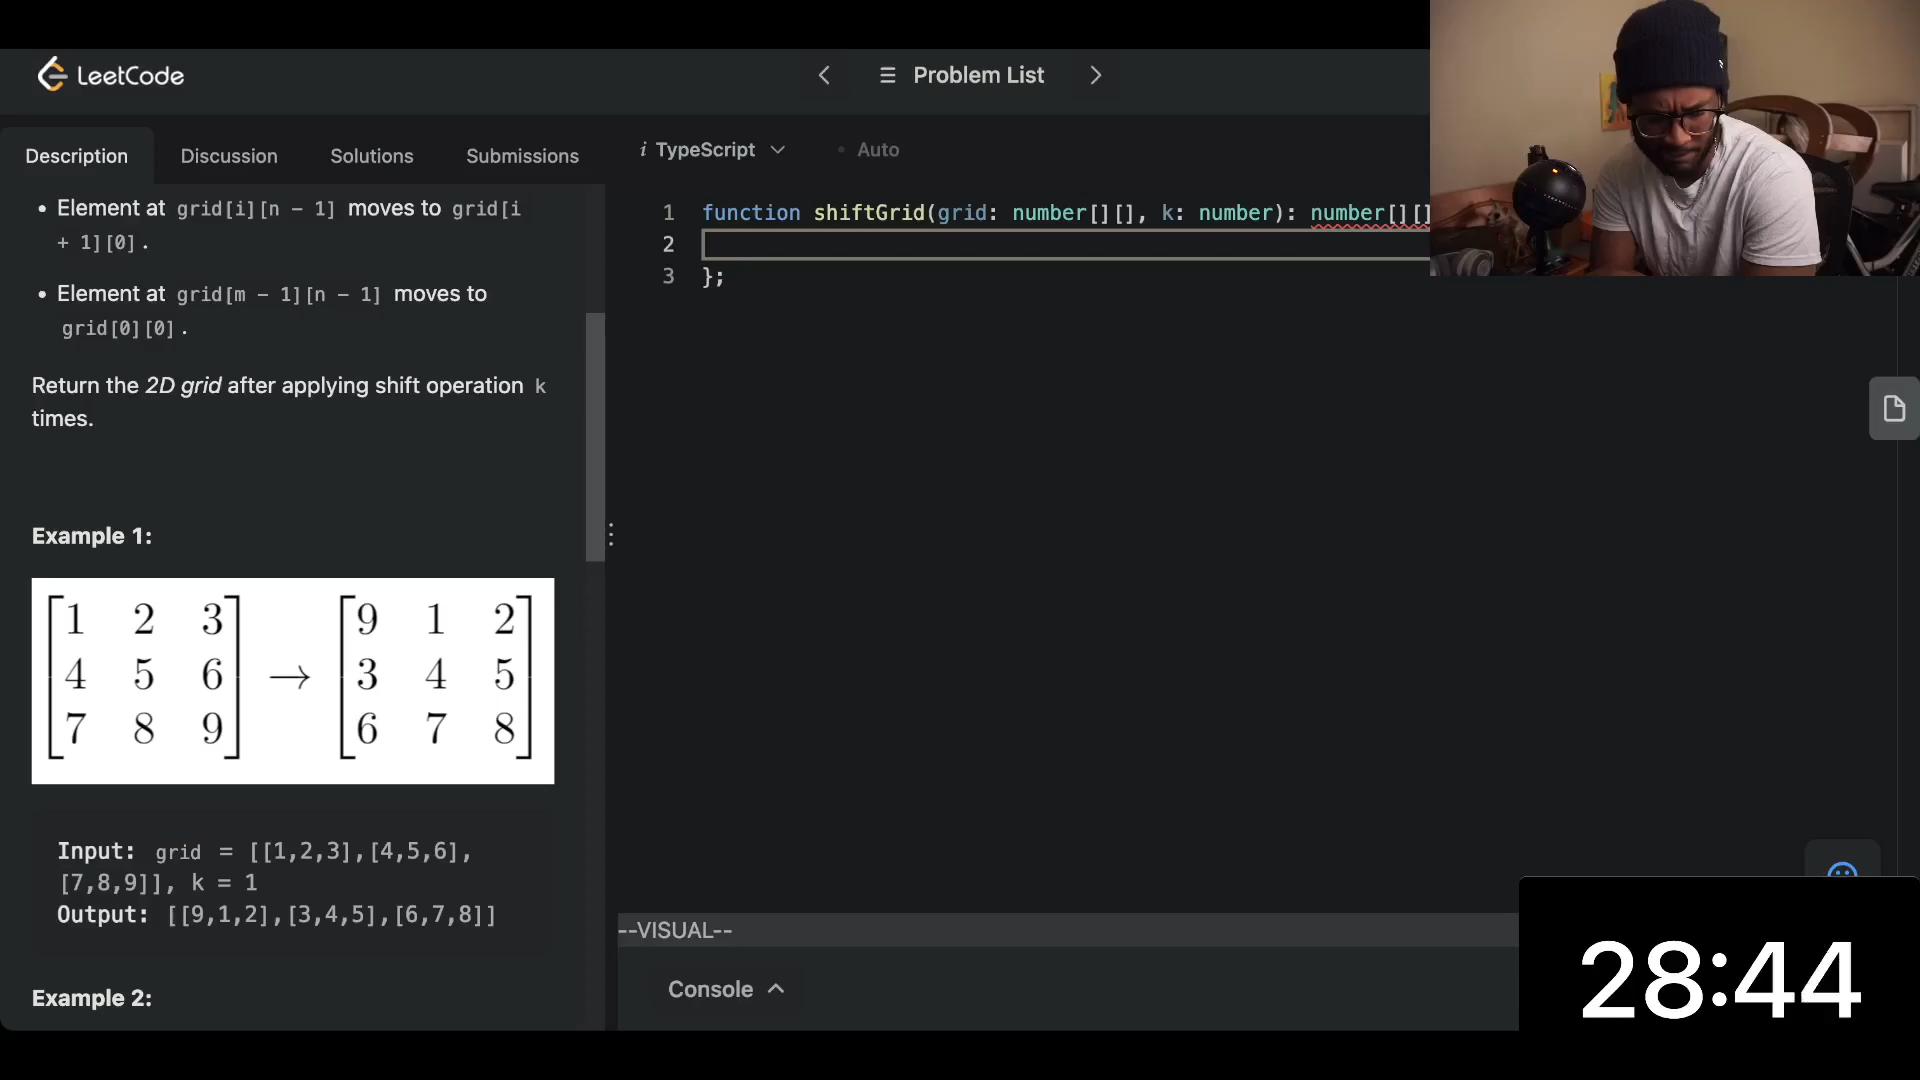 LeetCode
Problem List
Description
Discussion
Solutions
Submissions
i TypeScript
Auto
• Element at grid[i][n - 1] moves to grid[i
+ 1][0].
• Element at grid[m - 1][n - 1] moves to
grid[0][0].
Return the 2D grid after applying shift operation k
times.
Example 1:
1 2 3
4 5 6
7 8 9
→
9 1 2
3 4 5
6 7 8
Input: grid = [[1,2,3],[4,5,6],
[7,8,9]], k = 1
Output: [[9,1,2],[3,4,5],[6,7,8]]
Example 2:
1 function shiftGrid(grid: number[][], k: number): number[][]
2
3 };
--VISUAL--
Console
28:44